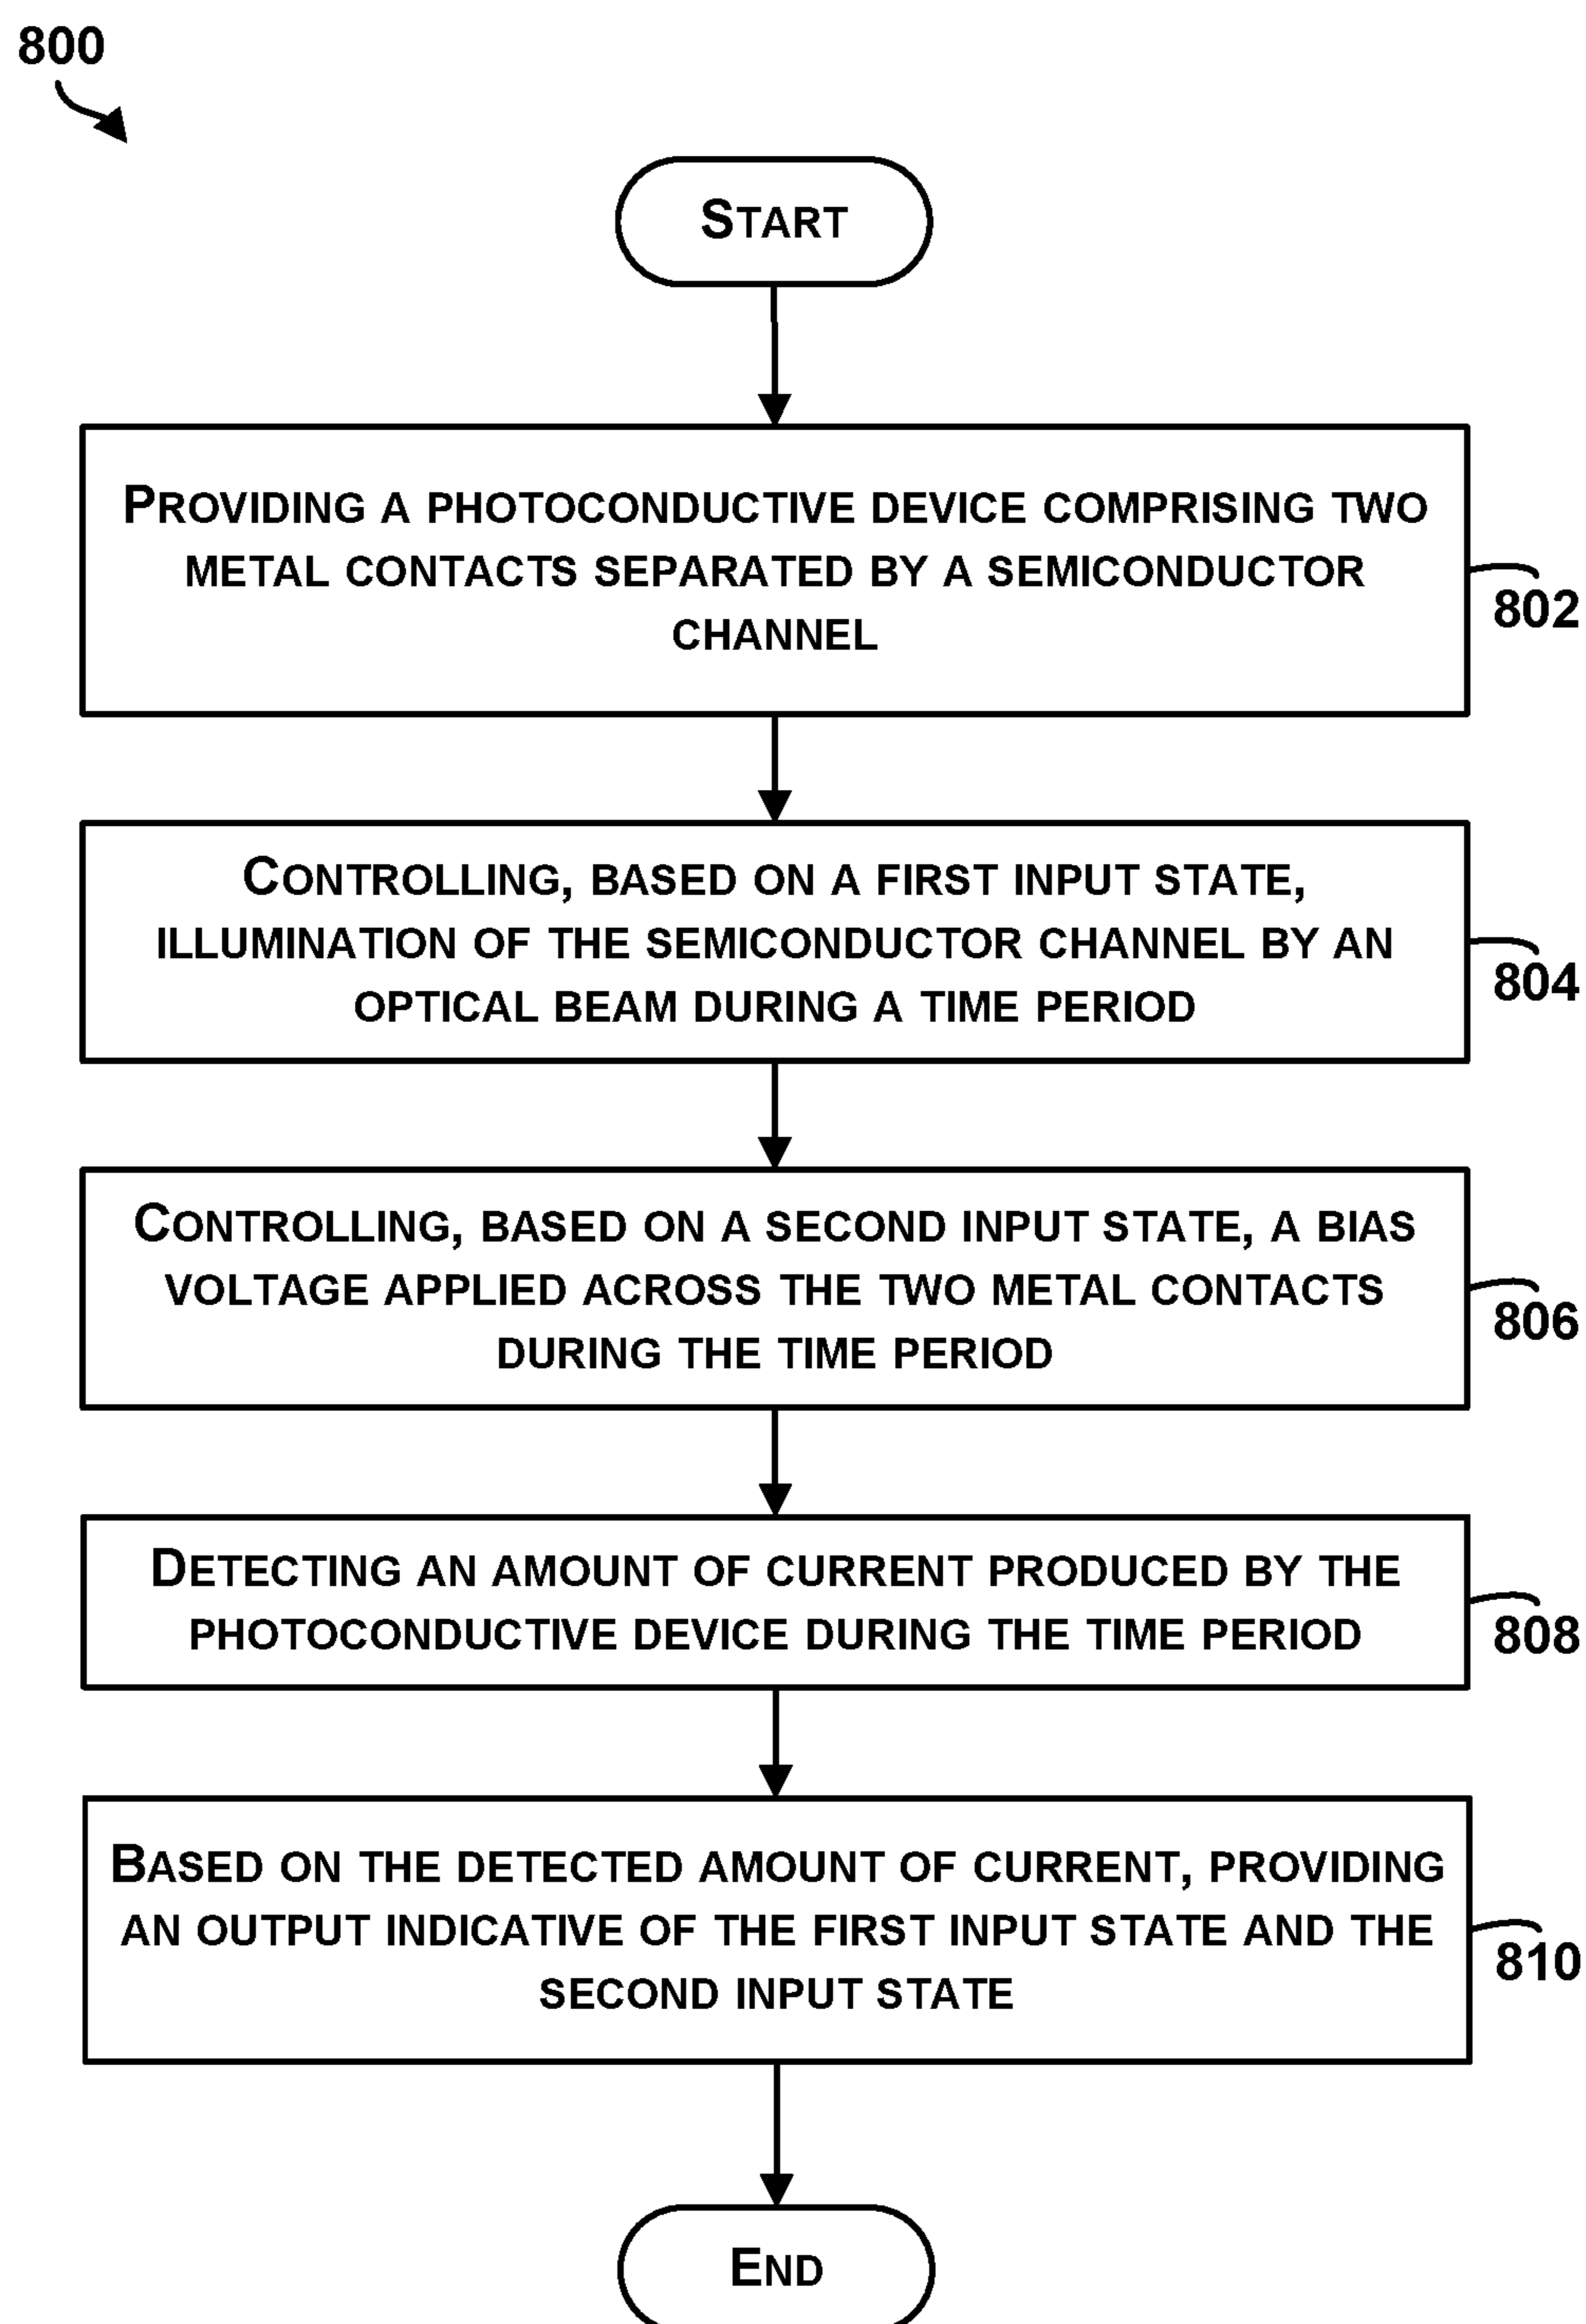 800
START
PROVIDING A PHOTOCONDUCTIVE DEVICE COMPRISING TWO
METAL CONTACTS SEPARATED BY A SEMICONDUCTOR
CHANNEL
802
CONTROLLING, BASED ON A FIRST INPUT STATE,
ILLUMINATION OF THE SEMICONDUCTOR CHANNEL BY AN
OPTICAL BEAM DURING A TIME PERIOD
804
CONTROLLING, BASED ON A SECOND INPUT STATE, A BIAS
VOLTAGE APPLIED ACROSS THE TWO METAL CONTACTS
DURING THE TIME PERIOD
806
DETECTING AN AMOUNT OF CURRENT PRODUCED BY THE
PHOTOCONDUCTIVE DEVICE DURING THE TIME PERIOD
808
BASED ON THE DETECTED AMOUNT OF CURRENT, PROVIDING
AN OUTPUT INDICATIVE OF THE FIRST INPUT STATE AND THE
SECOND INPUT STATE
810
END